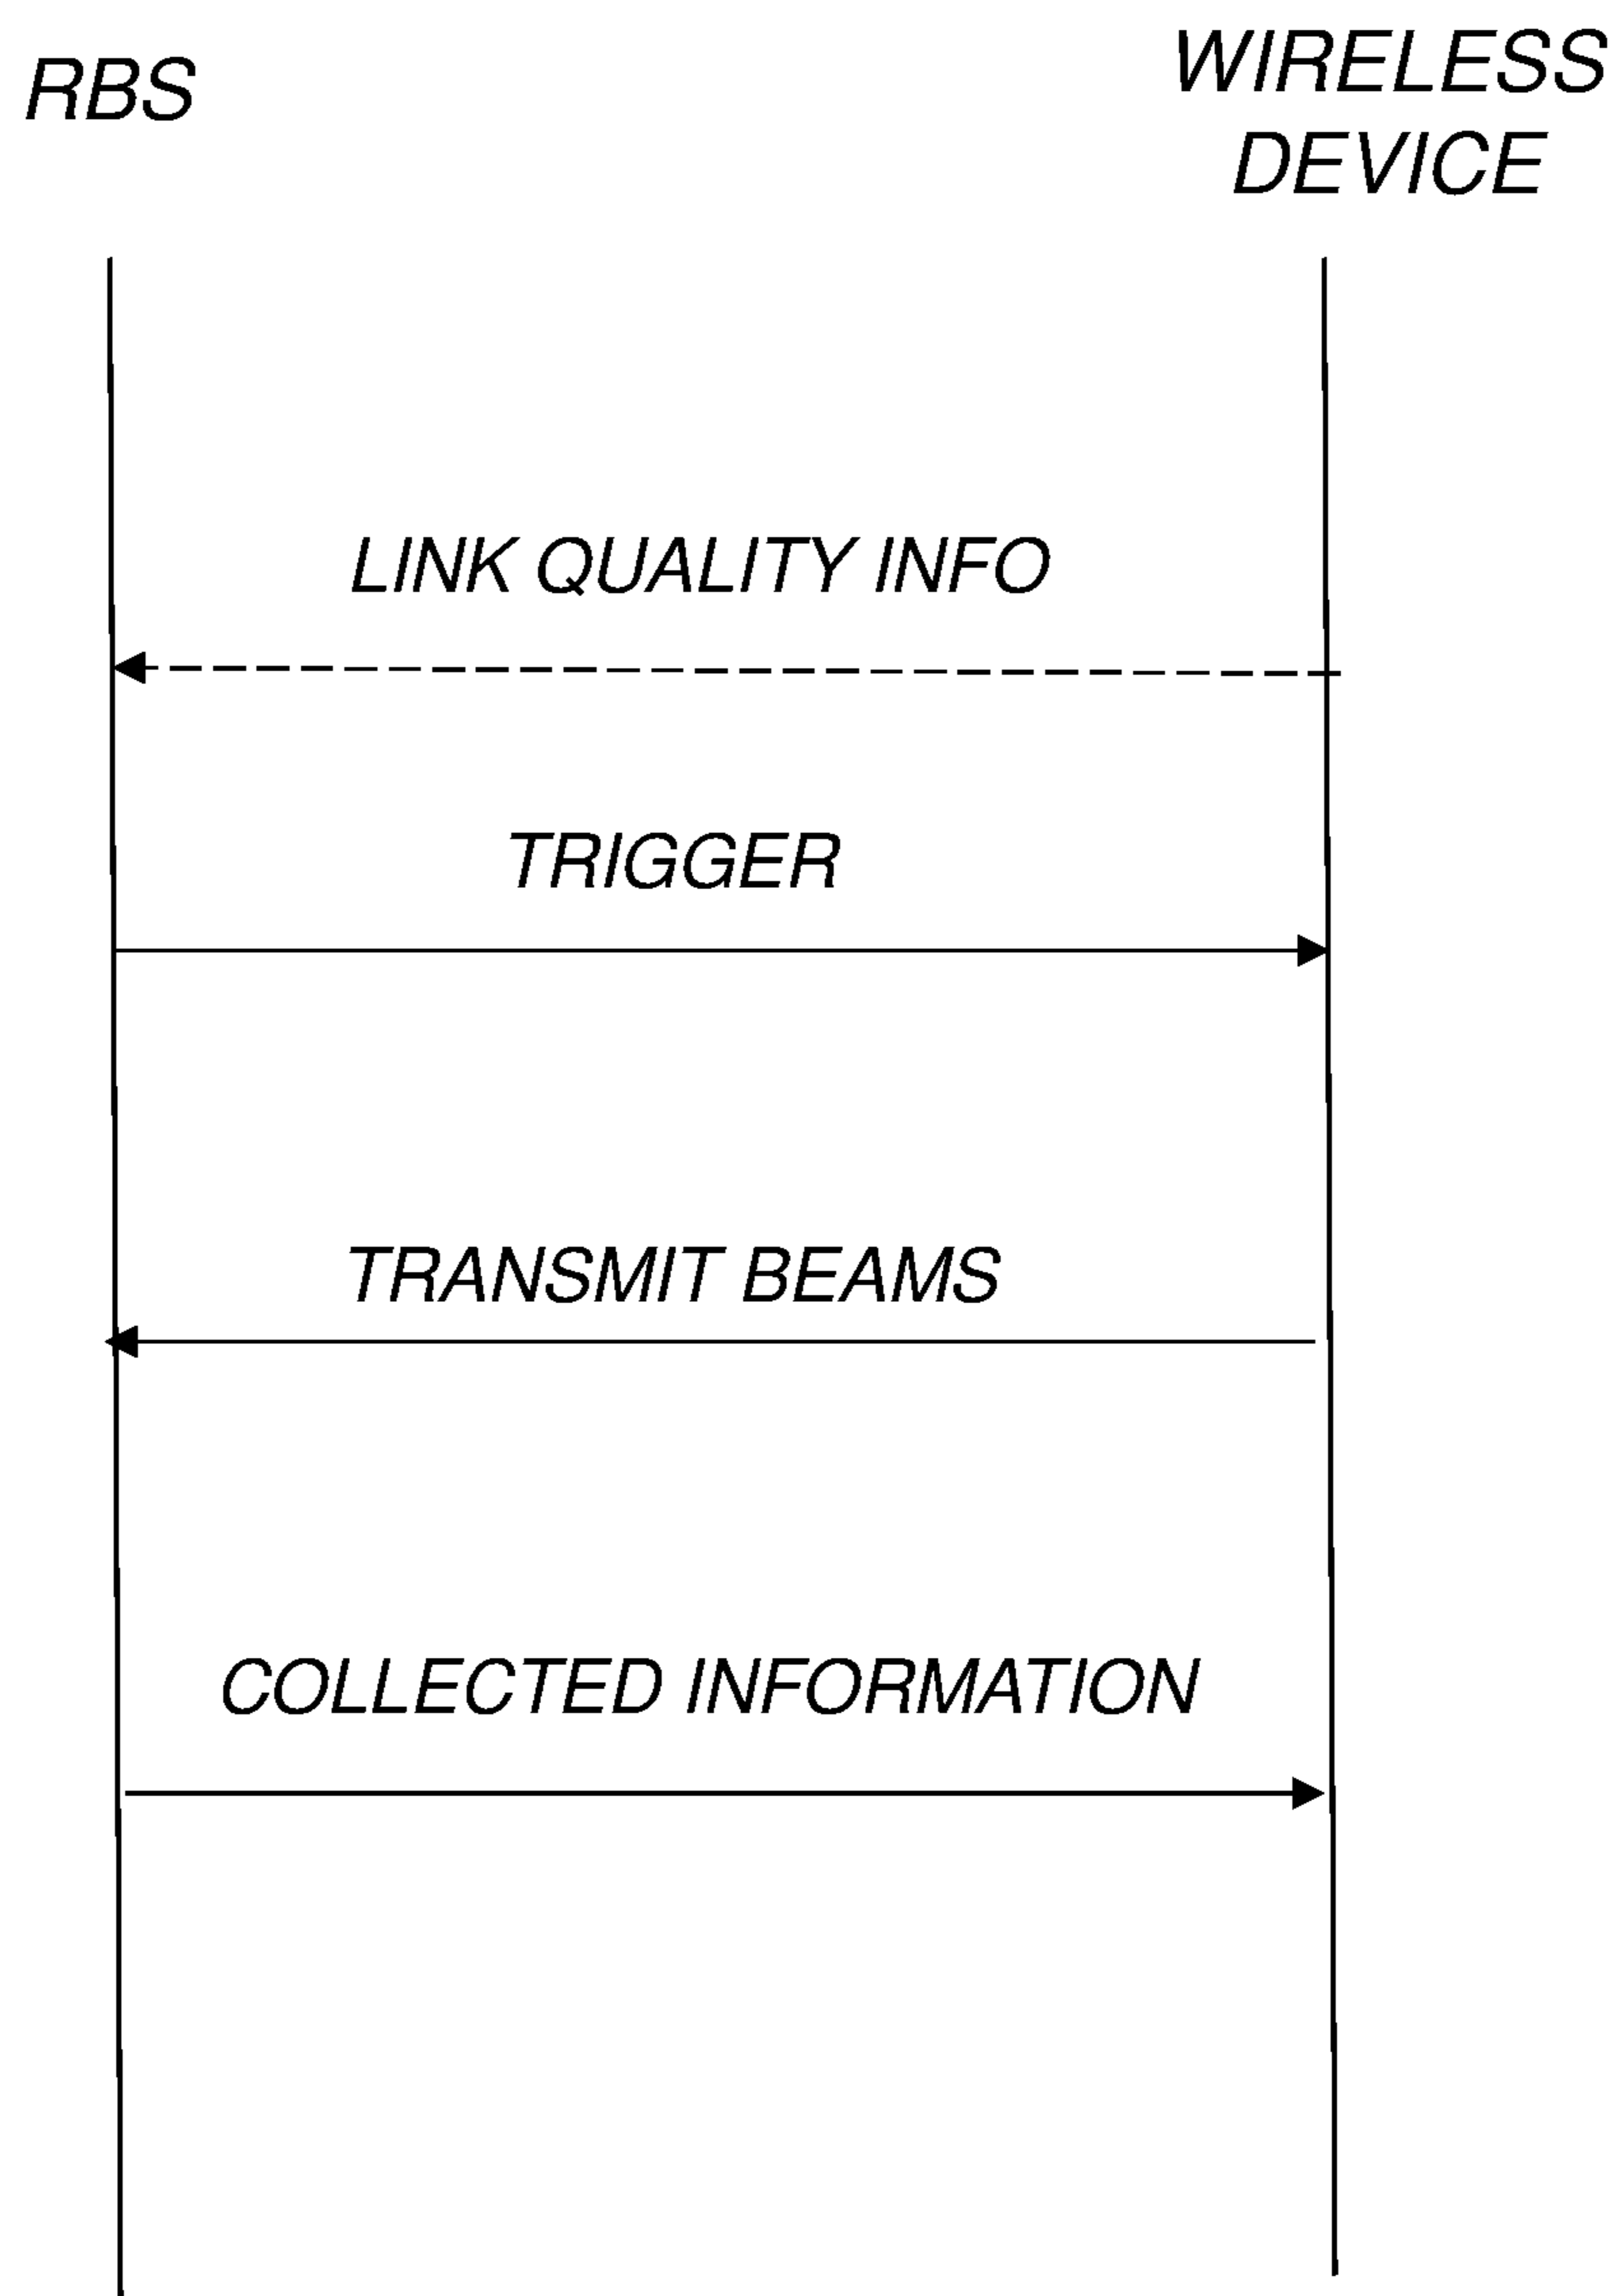 RBS
WIRELESS
DEVICE
LINK QUALITY INFO
TRIGGER
TRANSMIT BEAMS
COLLECTED INFORMATION